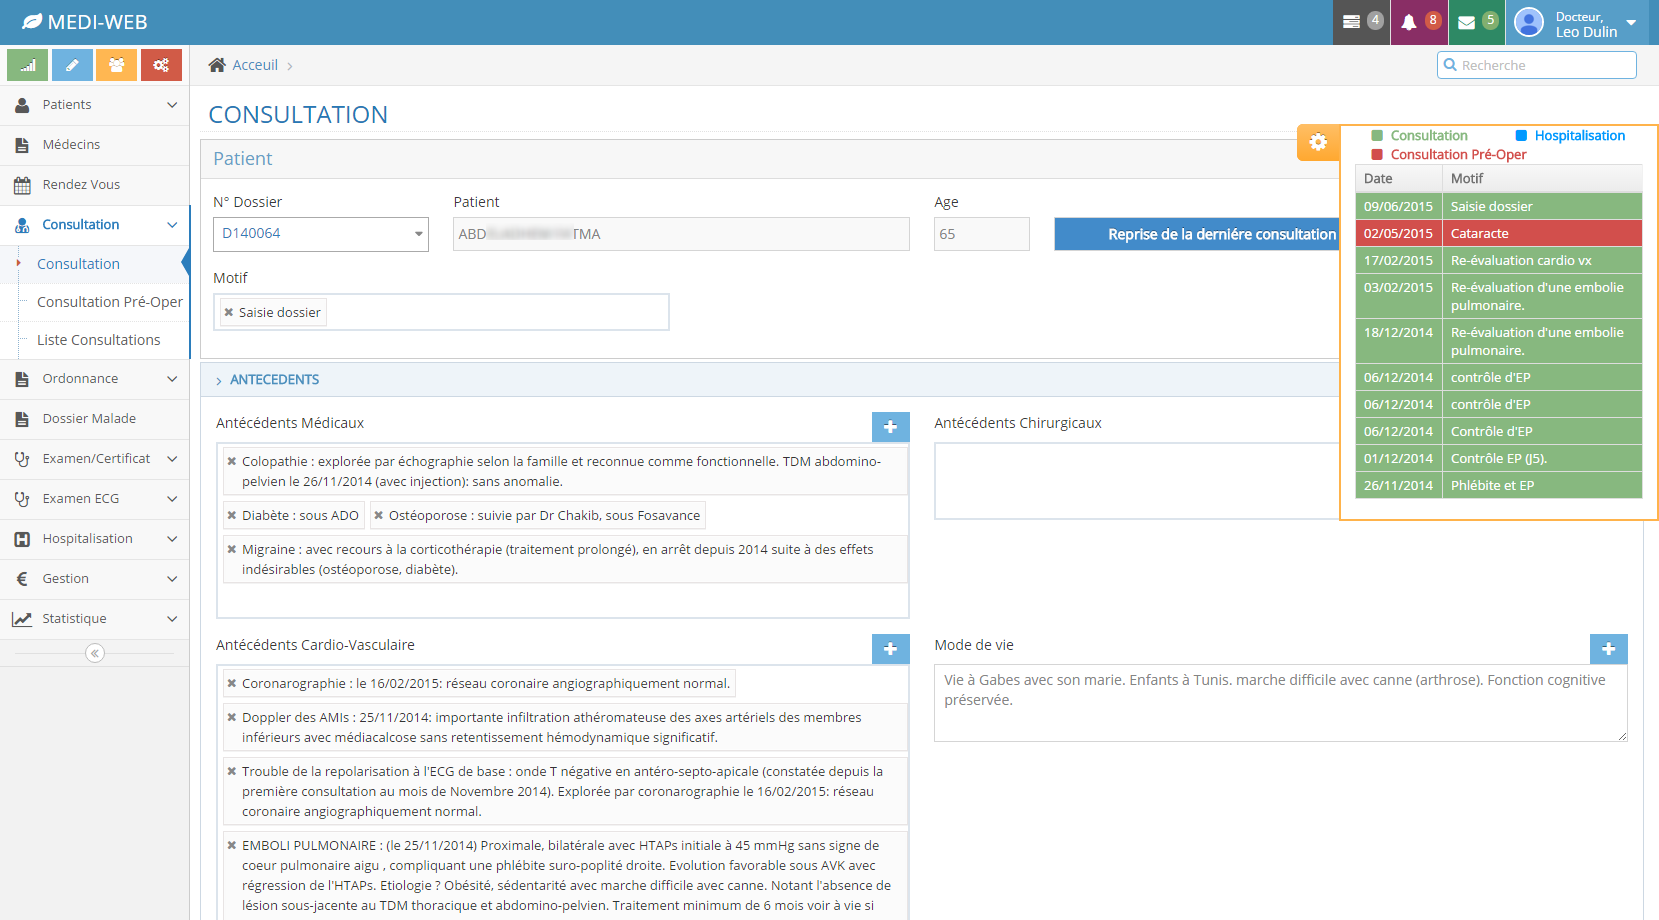 MEDI-WEB
4
8
5
Docteur,
Leo Dulin
Acceuil
Recherche
Patients
Médecins
Rendez Vous
Consultation
Consultation
Consultation Pré-Oper
Liste Consultations
Ordonnance
Dossier Malade
Examen/Certificat
Examen ECG
Hospitalisation
Gestion
Statistique
CONSULTATION
Patient
N° Dossier
Patient
Age
D140064
ABD TMA
65
Reprise de la derniére consultation
Motif
Saisie dossier
Consultation
Hospitalisation
Consultation Pré-Oper
Date Motif
09/06/2015 Saisie dossier
02/05/2015 Cataracte
17/02/2015 Re-évaluation cardio vx
03/02/2015 Re-évaluation d'une embolie
pulmonaire.
18/12/2014 Re-évaluation d'une embolie
pulmonaire.
06/12/2014 contrôle d'EP
06/12/2014 contrôle d'EP
06/12/2014 Contrôle d'EP
01/12/2014 Contrôle EP (J5).
26/11/2014 Phlébite et EP
ANTECEDENTS
Antécédents Médicaux
Colopathie : explorée par échographie selon la famille et reconnue comme fonctionnelle. TDM abdomino-
pelvien le 26/11/2014 (avec injection): sans anomalie.
Diabète : sous ADO
Ostéoporose : suivie par Dr Chakib, sous Fosavance
Migraine : avec recours à la corticothérapie (traitement prolongé), en arrêt depuis 2014 suite à des effets
indésirables (ostéoporose, diabète).
Antécédents Chirurgicaux
Antécédents Cardio-Vasculaire
Coronarographie : le 16/02/2015: réseau coronaire angiographiquement normal.
Doppler des AMIs : 25/11/2014: importante infiltration athéromateuse des axes artériels des membres
inférieurs avec médiacalcose sans retentissement hémodynamique significatif.
Trouble de la repolarisation à l'ECG de base : onde T négative en antéro-septo-apicale (constatée depuis la
première consultation au mois de Novembre 2014). Explorée par coronarographie le 16/02/2015: réseau
coronaire angiographiquement normal.
EMBOLI PULMONAIRE : (le 25/11/2014) Proximale, bilatérale avec HTAPs initiale à 45 mmHg sans signe de
coeur pulmonaire aigu , compliquant une phlébite suro-poplité droite. Evolution favorable sous AVK avec
régression de l'HTAPs. Etiologie ? Obésité, sédentarité avec marche difficile avec canne. Notant l'absence de
lésion sous-jacente au TDM thoracique et abdomino-pelvien. Traitement minimum de 6 mois voir à vie si
Mode de vie
Vie à Gabes avec son marie. Enfants à Tunis. marche difficile avec canne (arthrose). Fonction cognitive
préservée.